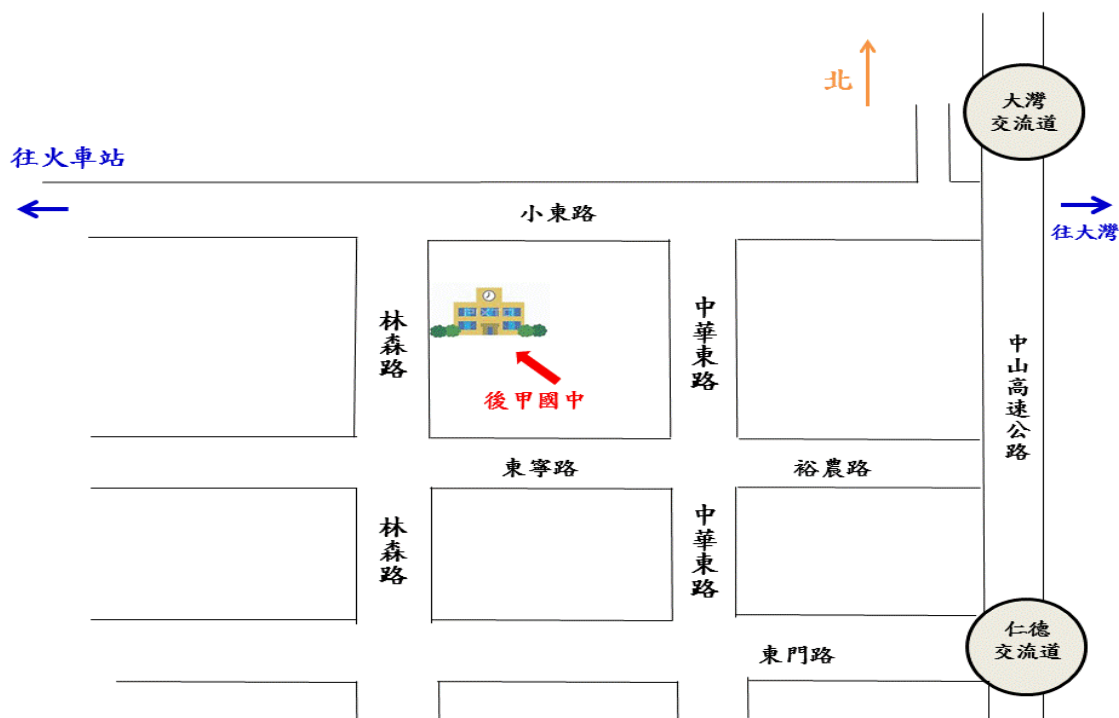 北
大灣
交流道
往火車站
小東路
往大灣
林森路
中華東路
中山高速公路
後甲國中
東寧路
裕農路
林森路
中華東路
仁德
交流道
東門路